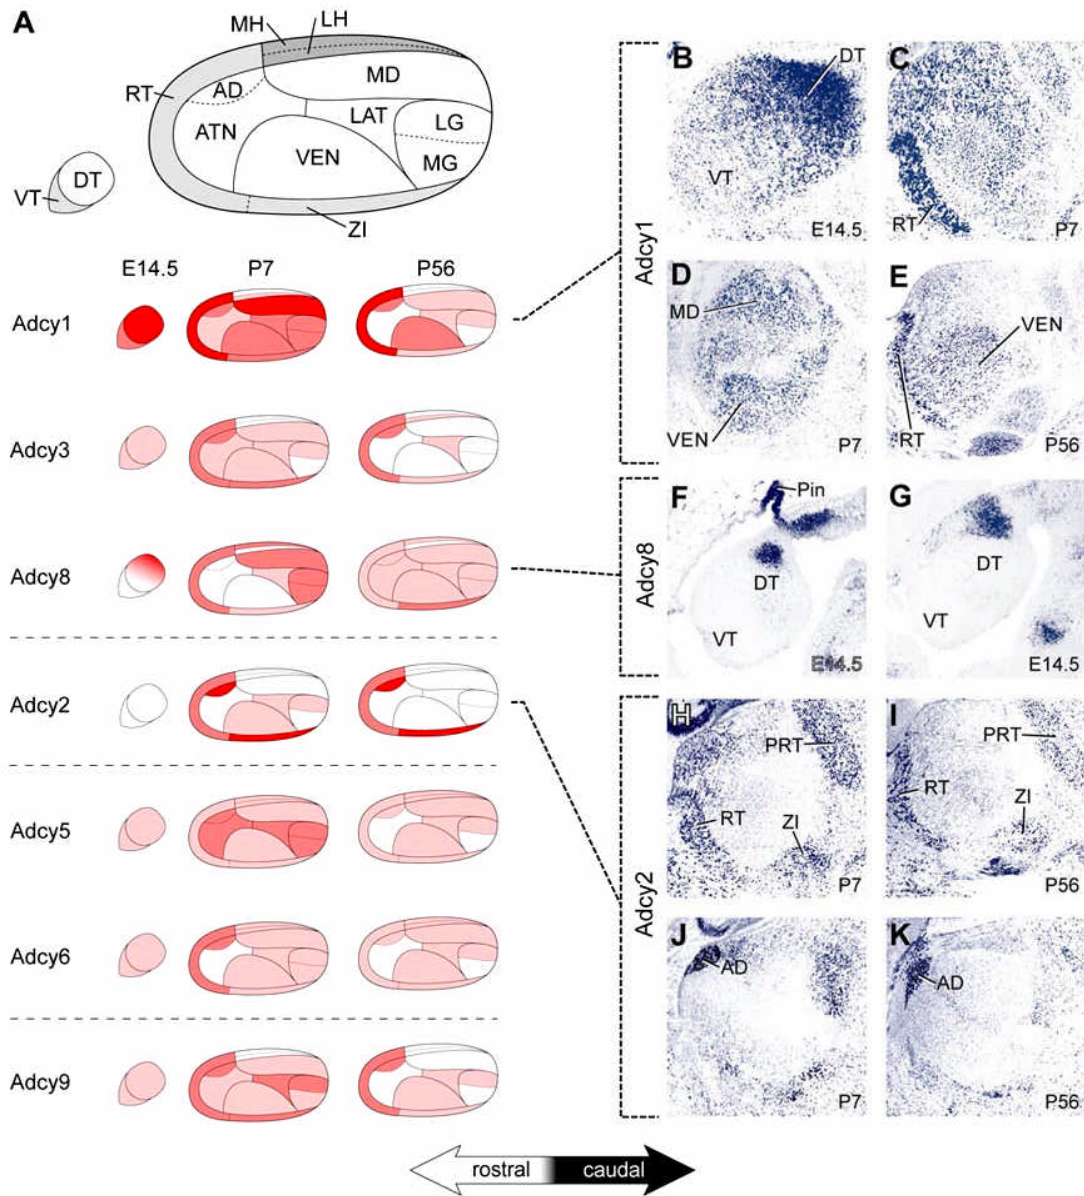 A
MH
LH
MD
RT
AD
LAT
LG
ATN
VEN
MG
DT
VT
ZI
E14.5
P7
P56
Adcy1
Adcy3
Adcy8
Adcy2
Adcy5
Adcy6
Adcy9
Adcy1
B
DT
VT
E14.5
C
RT
P7
D
MD
VEN
P7
E
VEN
RT
P56
Adcy8
F
Pin
DT
VT
E14.5
G
DT
VT
E14.5
Adcy2
H
PRT
RT
ZI
P7
I
PRT
RT
ZI
P56
J
AD
P7
K
AD
P56
rostral
caudal